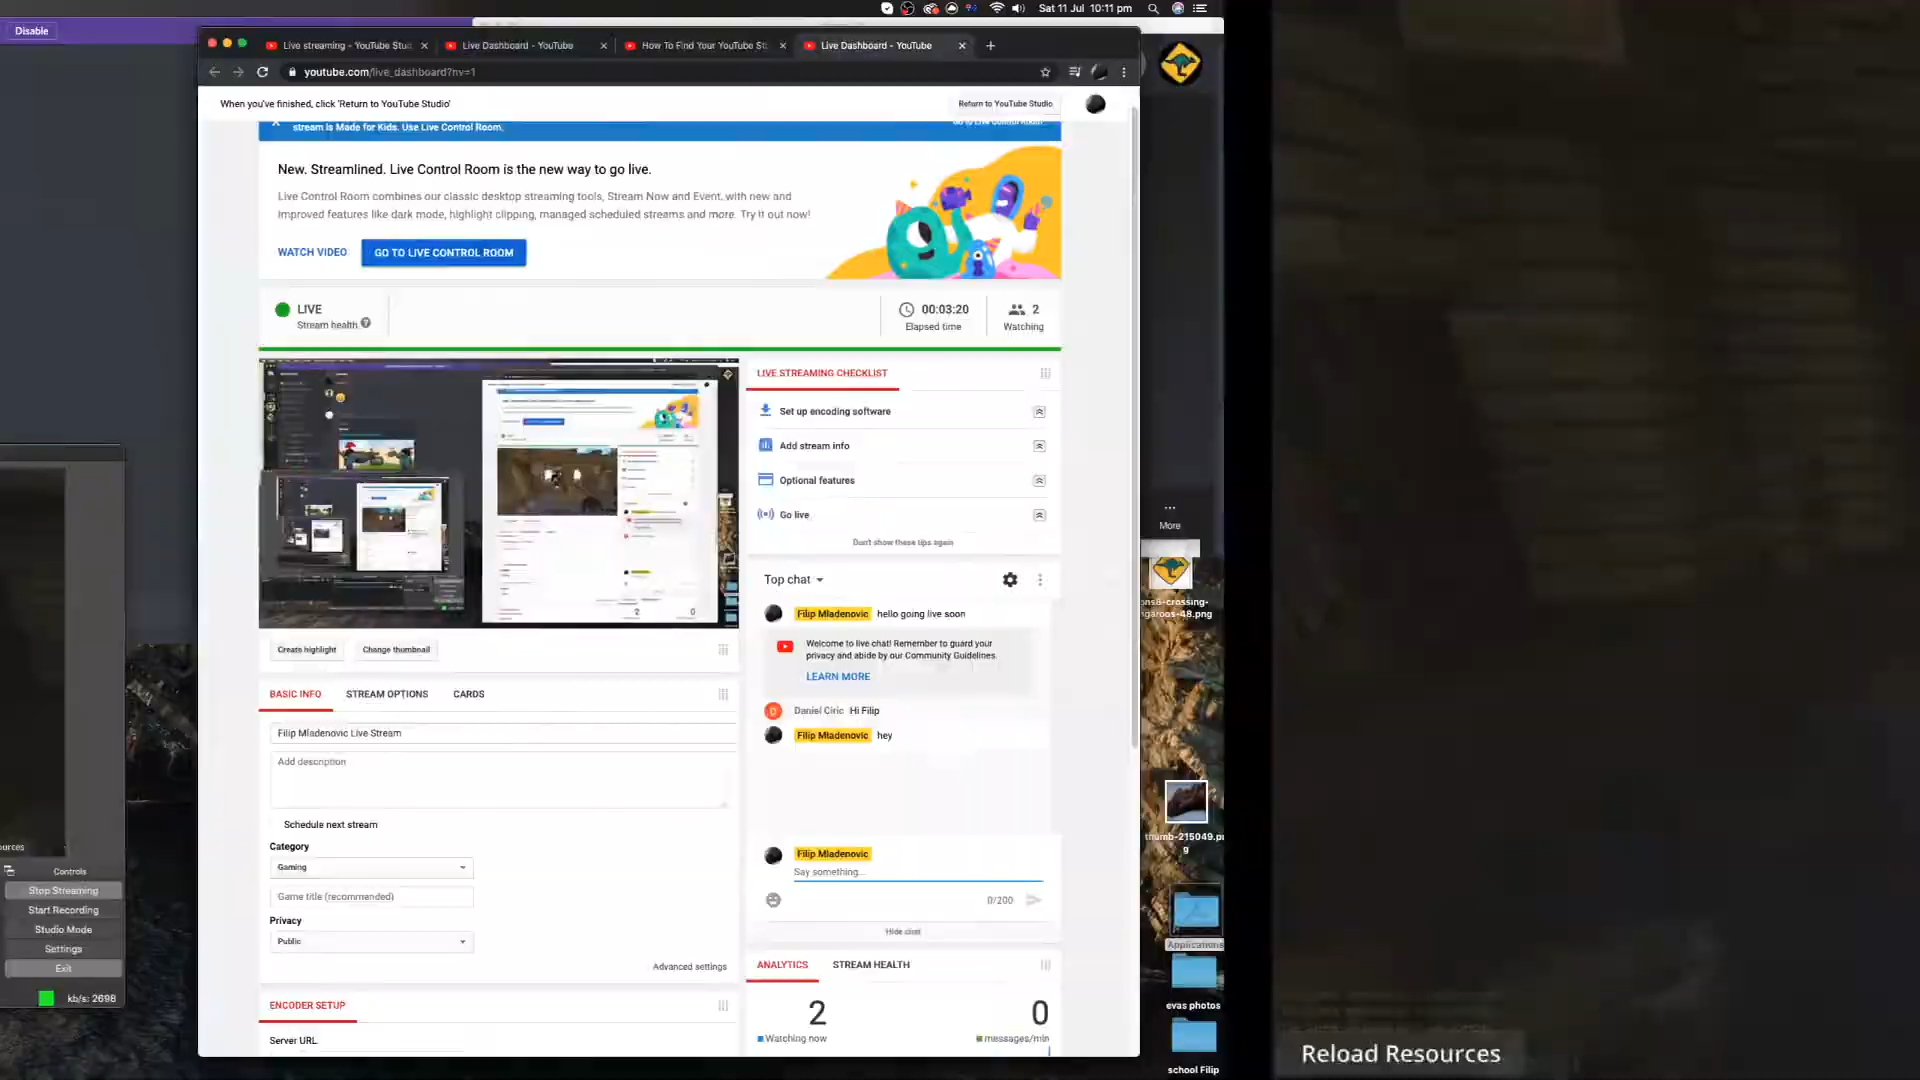 Sat 11 Jul 10:11 pm
Disable
Live streaming - YouTube Stu
Live Dashboard - YouTube
How To Find Your YouTube St
Live Dashboard - YouTube
youtube.com/live_dashboard?nv=1
When you've finished, click 'Return to YouTube Studio'
Return to YouTube Studio
stream is Made for Kids. Use Live Control Room.
New. Streamlined. Live Control Room is the new way to go live.
Live Control Room combines our classic desktop streaming tools, Stream Now and Event, with new and
improved features like dark mode, highlight clipping, managed scheduled streams and more. Try it out now!
WATCH VIDEO
GO TO LIVE CONTROL ROOM
LIVE
Stream health
00:03:20
Elapsed time
2
Watching
LIVE STREAMING CHECKLIST
Set up encoding software
Add stream info
Optional features
Go live
Don't show these tips again
Top chat
Filip Mladenovic hello going live soon
Welcome to live chat! Remember to guard your
privacy and abide by our Community Guidelines.
LEARN MORE
Daniel Ciric Hi Filip
Filip Mladenovic hey
Filip Mladenovic
Say something...
0/200
Hide chat
ANALYTICS
STREAM HEALTH
2
Watching now
0
messages/min
Create highlight
Change thumbnail
BASIC INFO
STREAM OPTIONS
CARDS
Filip Mladenovic Live Stream
Add description
Schedule next stream
Category
Gaming
Game title (recommended)
Privacy
Public
Advanced settings
ENCODER SETUP
Server URL
Controls
Stop Streaming
Start Recording
Studio Mode
Settings
Exit
kb/s: 2698
More
ons8-crossing-
ngaroos-48.png
thumb-215049.pn
g
Applications
evas photos
school Filip
Reload Resources